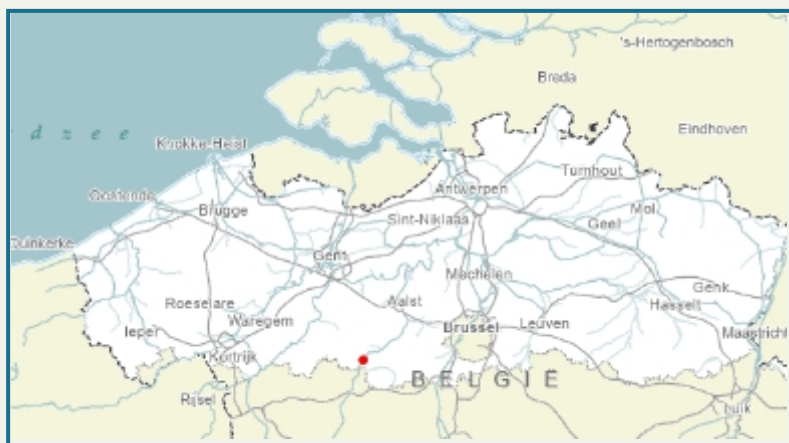 's-Hertogenbosch
Breda
dzee
Eindhoven
Knokke-Heist
Turnhout
Oostende
Antwerpen
Mol
Brugge
Sint-Niklaas
Geel
Duinkerke
Gent
Mechelen
Genk
Roeselare
Aalst
Hasselt
Ieper
Waregem
Brussel
Leuven
Maastricht
Kortrijk
BELGIË
Rijsel
Luik